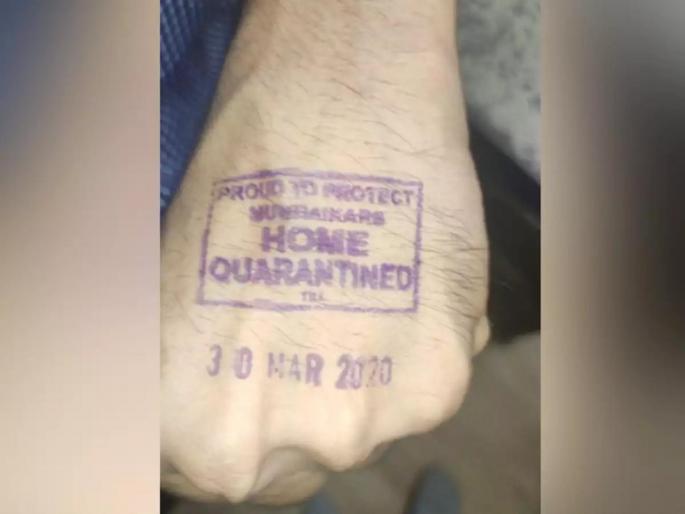 PROUD TO PROTECT
MUMBAIKARS
HOME
QUARANTINED
TILL
30 MAR 2020